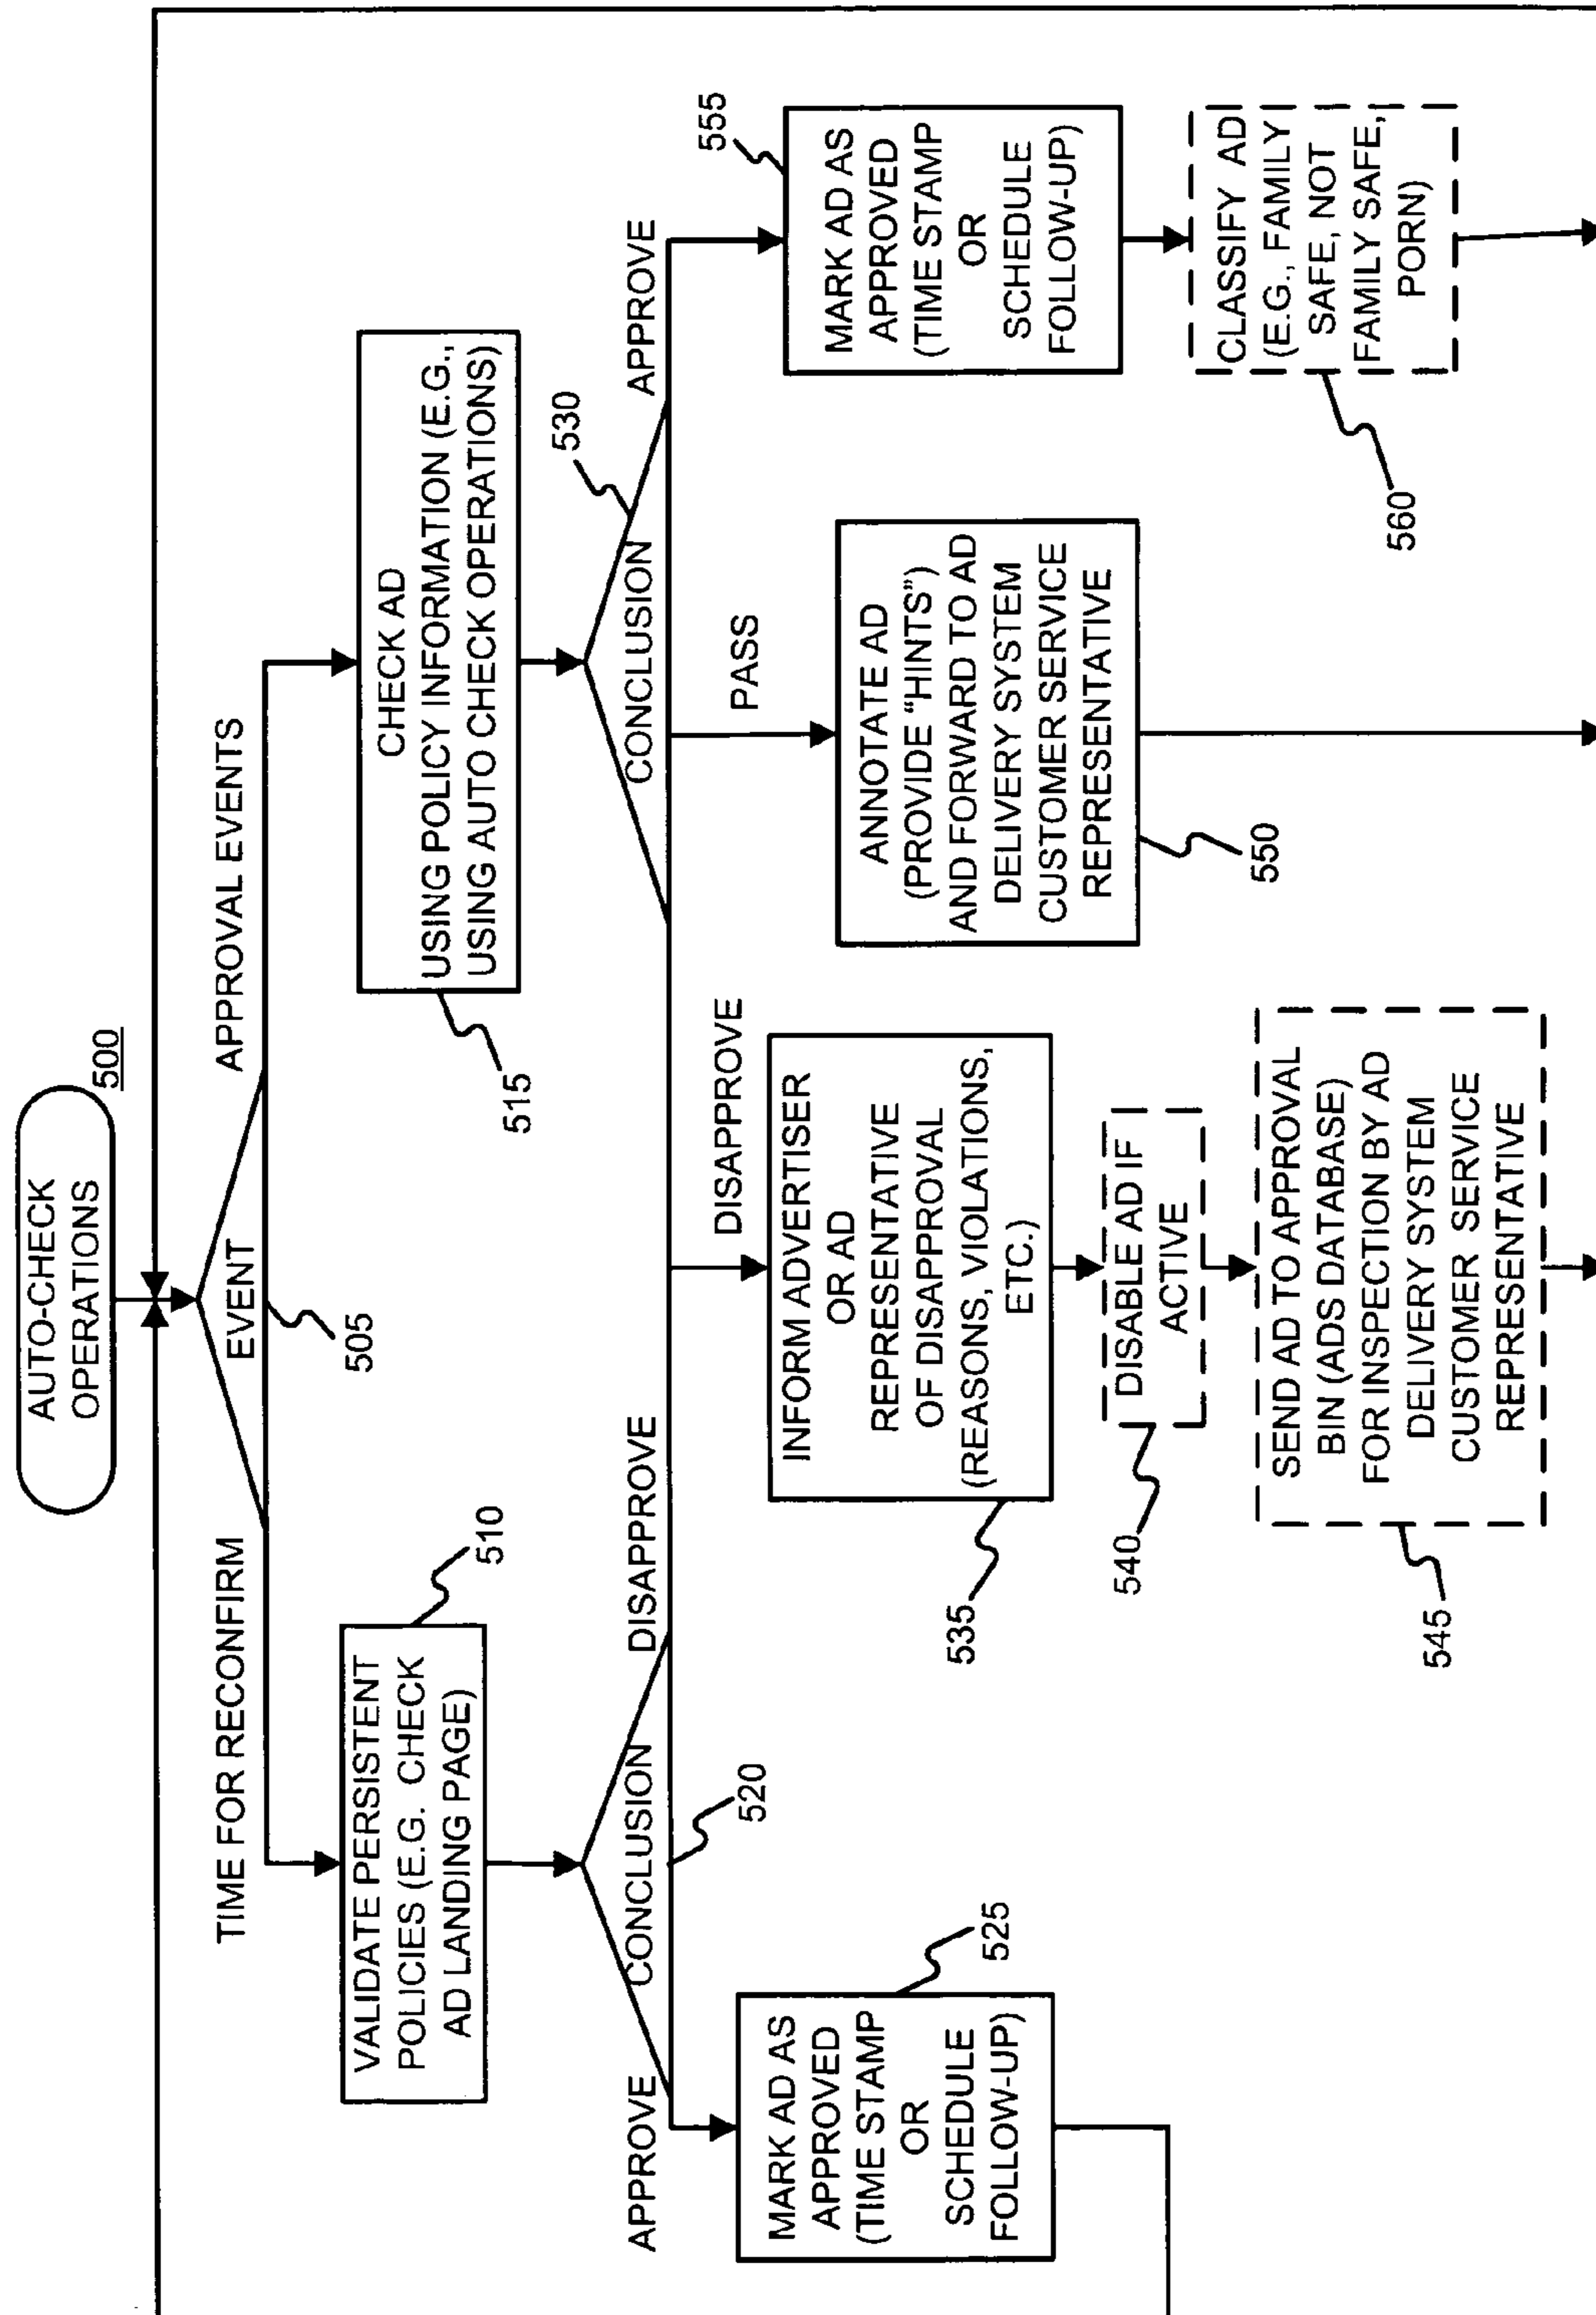 AUTO-CHECK
OPERATIONS
500
EVENT
505
TIME FOR RECONFIRM
APPROVAL EVENTS
VALIDATE PERSISTENT
POLICIES (E.G. CHECK
AD LANDING PAGE)
510
CHECK AD
USING POLICY INFORMATION (E.G.,
USING AUTO CHECK OPERATIONS)
515
CONCLUSION
520
APPROVE
DISAPPROVE
CONCLUSION
530
DISAPPROVE
PASS
APPROVE
MARK AD AS
APPROVED
(TIME STAMP
OR
SCHEDULE
FOLLOW-UP)
525
INFORM ADVERTISER
OR AD
REPRESENTATIVE
OF DISAPPROVAL
(REASONS, VIOLATIONS,
ETC.)
535
DISABLE AD IF
ACTIVE
540
SEND AD TO APPROVAL
BIN (ADS DATABASE)
FOR INSPECTION BY AD
DELIVERY SYSTEM
CUSTOMER SERVICE
REPRESENTATIVE
545
ANNOTATE AD
(PROVIDE “HINTS”)
AND FORWARD TO AD
DELIVERY SYSTEM
CUSTOMER SERVICE
REPRESENTATIVE
550
MARK AD AS
APPROVED
(TIME STAMP
OR
SCHEDULE
FOLLOW-UP)
555
CLASSIFY AD
(E.G., FAMILY
SAFE, NOT
FAMILY SAFE,
PORN)
560